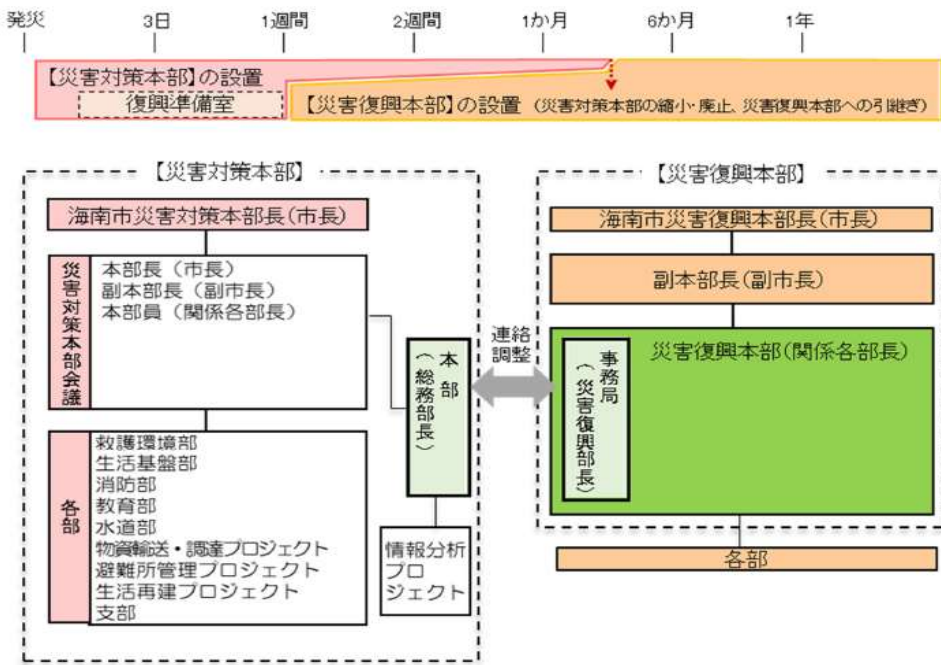 発災 3日 1週間 2週間 1か月 6か月 1年
【災害対策本部】の設置
復興準備室
【災害復興本部】の設置（災害対策本部の縮小・廃止、災害復興本部への引継ぎ）
【災害対策本部】
海南市災害対策本部長（市長）
災害対策本部会議
本部長（市長）
副本部長（副市長）
本部員（関係各部長）
本部
（総務部長）
各部
救護環境部
生活基盤部
消防部
教育部
水道部
物資輸送・調達プロジェクト
避難所管理プロジェクト
生活再建プロジェクト
支部
情報分析
プロ
ジェクト
連絡
調整
【災害復興本部】
海南市災害復興本部長（市長）
副本部長（副市長）
災害復興本部（関係各部長）
事務局
（災害復興部長）
各部